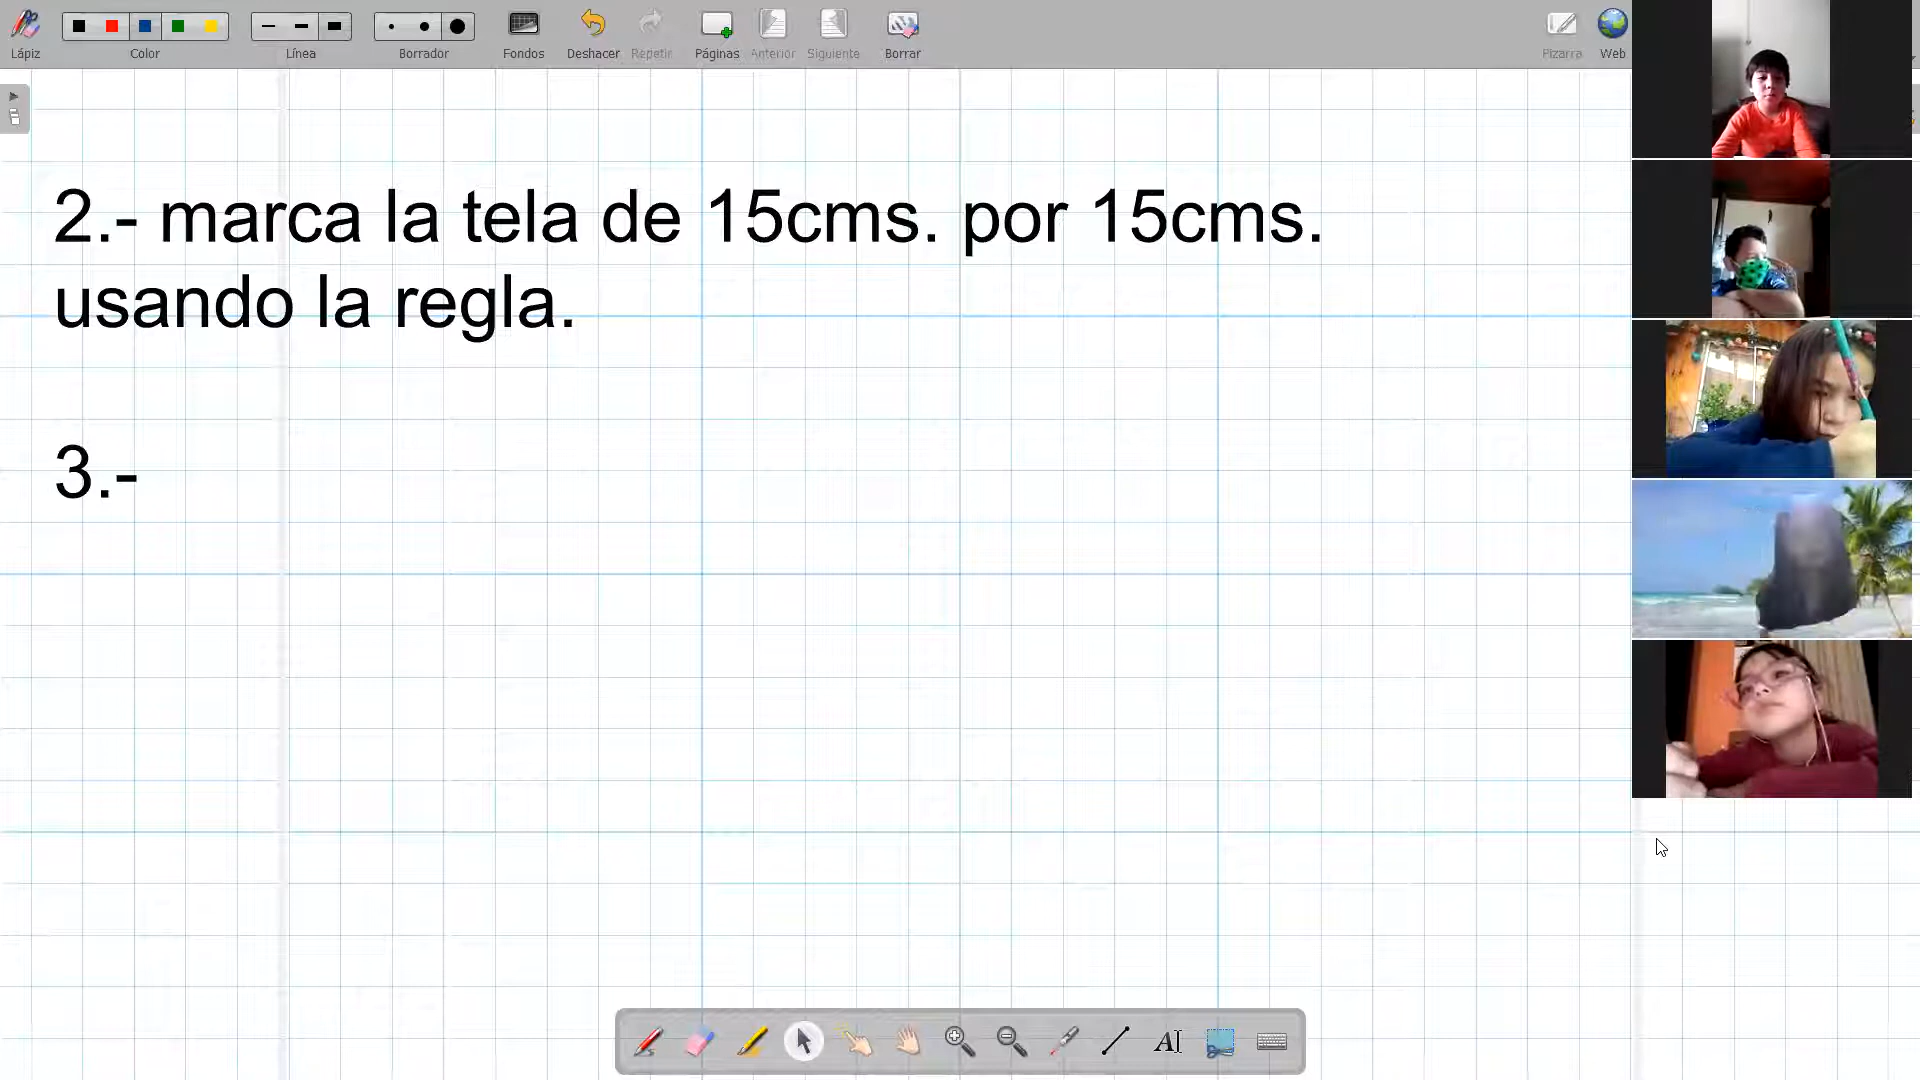 Lápiz
Color
Línea
Borrador
Fondos
Deshacer
Repetir
Páginas
Anterior
Siguiente
Borrar
Pizarra
Web
2.- marca la tela de 15cms. por 15cms.
usando la regla.
3.-